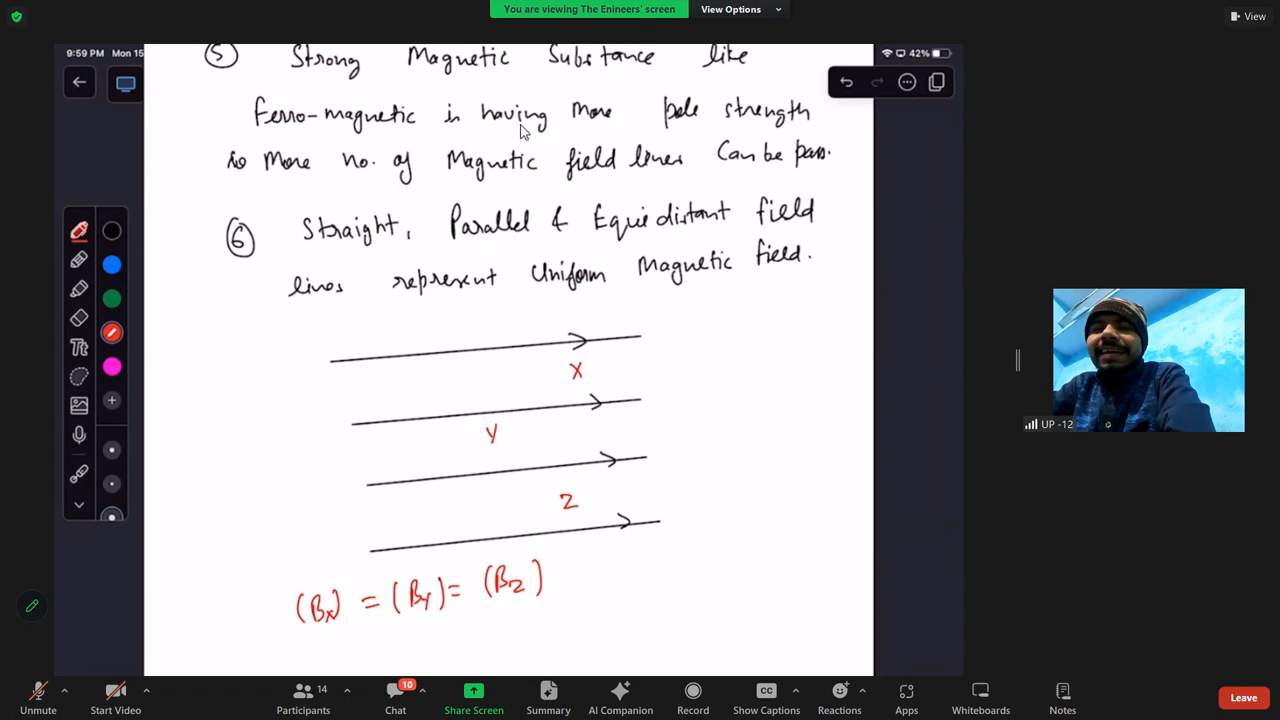 You are viewing The Enineers' screen
View Options
View
9:59 PM Mon 15
42%
5 Strong Magnetic Substance like
Ferro-magnetic is having more pole strength
so More no. of Magnetic field lines Can be pass.
6 Straight, Parallel & Equidistant field
lines represent Uniform Magnetic field.
X
Y
Z
(Bx) = (By) = (Bz)
Tt
UP -12
Unmute
Start Video
14
Participants
10
Chat
Share Screen
Summary
AI Companion
Record
CC
Show Captions
Reactions
Apps
Whiteboards
Notes
Leave